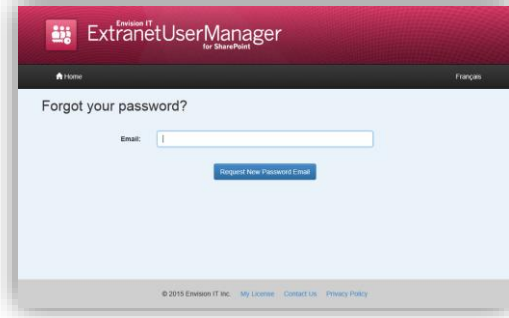 Envision IT
ExtranetUserManager
for SharePoint
Home
Français
Forgot your password?
Email:
Request New Password Email
© 2015 Envision IT Inc. My License Contact Us Privacy Policy